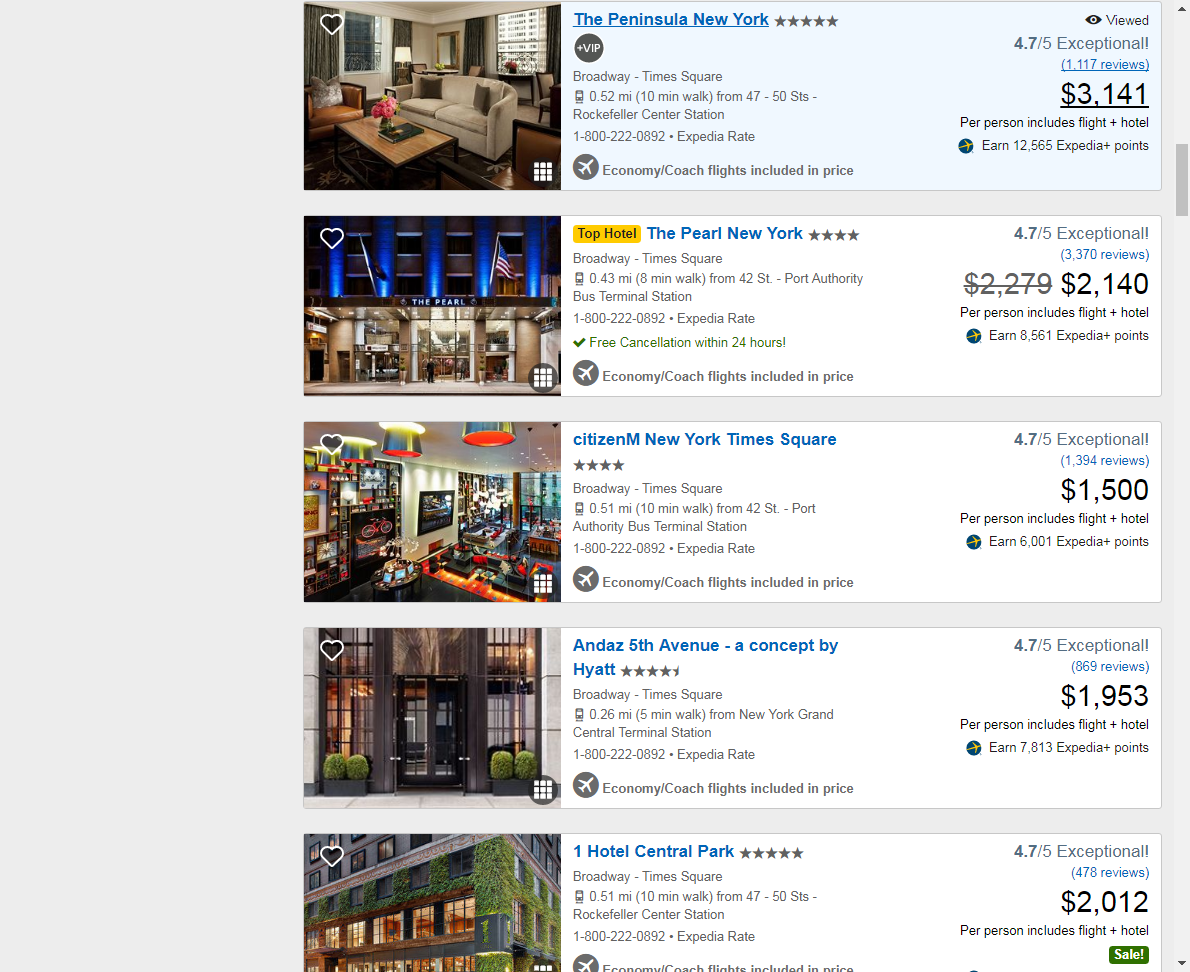 The Peninsula New York
Viewed
+VIP
4.7/5 Exceptional!
(1,117 reviews)
Broadway - Times Square
$3,141
0.52 mi (10 min walk) from 47 - 50 Sts -
Rockefeller Center Station
Per person includes flight + hotel
1-800-222-0892 • Expedia Rate
Earn 12,565 Expedia+ points
Economy/Coach flights included in price
THE PEARL
Top Hotel The Pearl New York
4.7/5 Exceptional!
(3,370 reviews)
Broadway - Times Square
0.43 mi (8 min walk) from 42 St. - Port Authority
Bus Terminal Station
$2,279 $2,140
Per person includes flight + hotel
1-800-222-0892 • Expedia Rate
Earn 8,561 Expedia+ points
Free Cancellation within 24 hours!
Economy/Coach flights included in price
citizenM New York Times Square
4.7/5 Exceptional!
(1,394 reviews)
Broadway - Times Square
$1,500
0.51 mi (10 min walk) from 42 St. - Port
Authority Bus Terminal Station
Per person includes flight + hotel
1-800-222-0892 • Expedia Rate
Earn 6,001 Expedia+ points
Economy/Coach flights included in price
Andaz 5th Avenue - a concept by
Hyatt
4.7/5 Exceptional!
(869 reviews)
Broadway - Times Square
$1,953
0.26 mi (5 min walk) from New York Grand
Central Terminal Station
Per person includes flight + hotel
1-800-222-0892 • Expedia Rate
Earn 7,813 Expedia+ points
Economy/Coach flights included in price
1 Hotel Central Park
4.7/5 Exceptional!
(478 reviews)
Broadway - Times Square
$2,012
0.51 mi (10 min walk) from 47 - 50 Sts -
Rockefeller Center Station
Per person includes flight + hotel
1-800-222-0892 • Expedia Rate
Sale!
Economy/Coach flights included in price